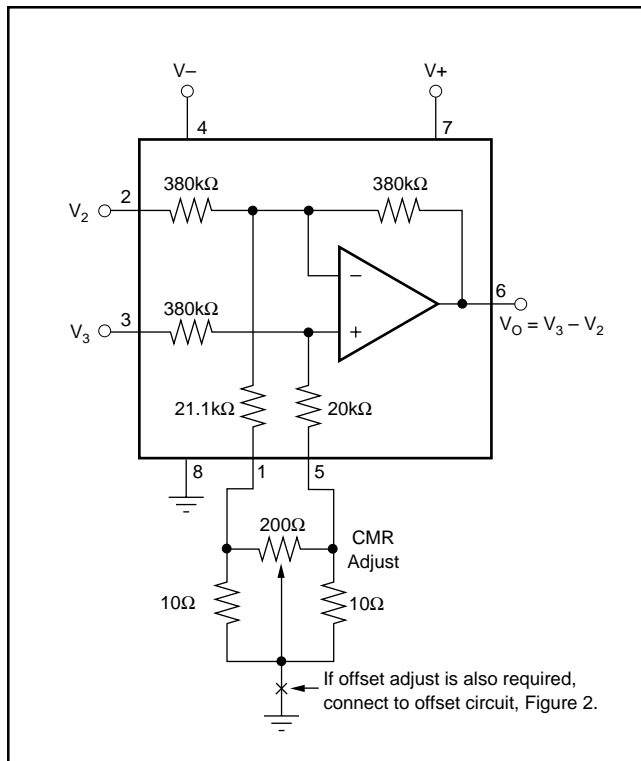 V– V+
4 7
380kΩ 380kΩ
V2 2
–
6
3 380kΩ
V3 +
VO = V3 – V2
21.1kΩ 20kΩ
8 1 5
200Ω CMR
Adjust
10Ω 10Ω
If offset adjust is also required,
connect to offset circuit, Figure 2.